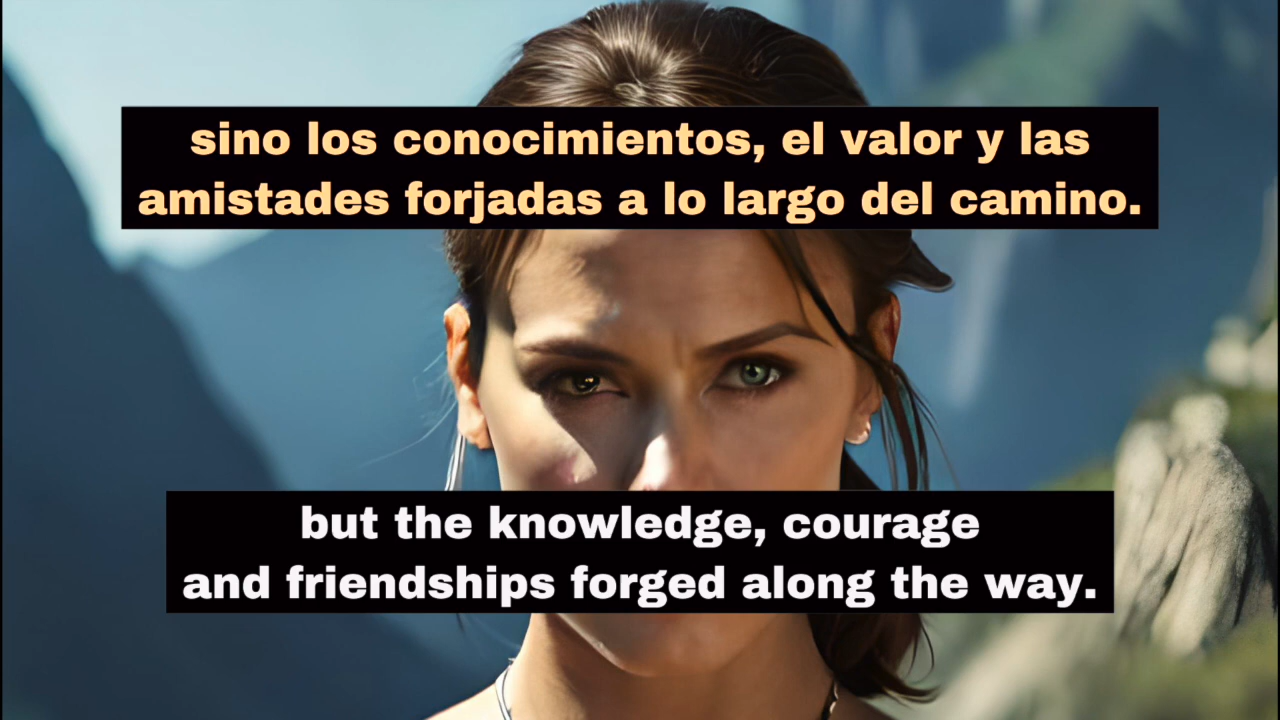 sino los conocimientos, el valor y las
amistades forjadas a lo largo del camino.
but the knowledge, courage
and friendships forged along the way.